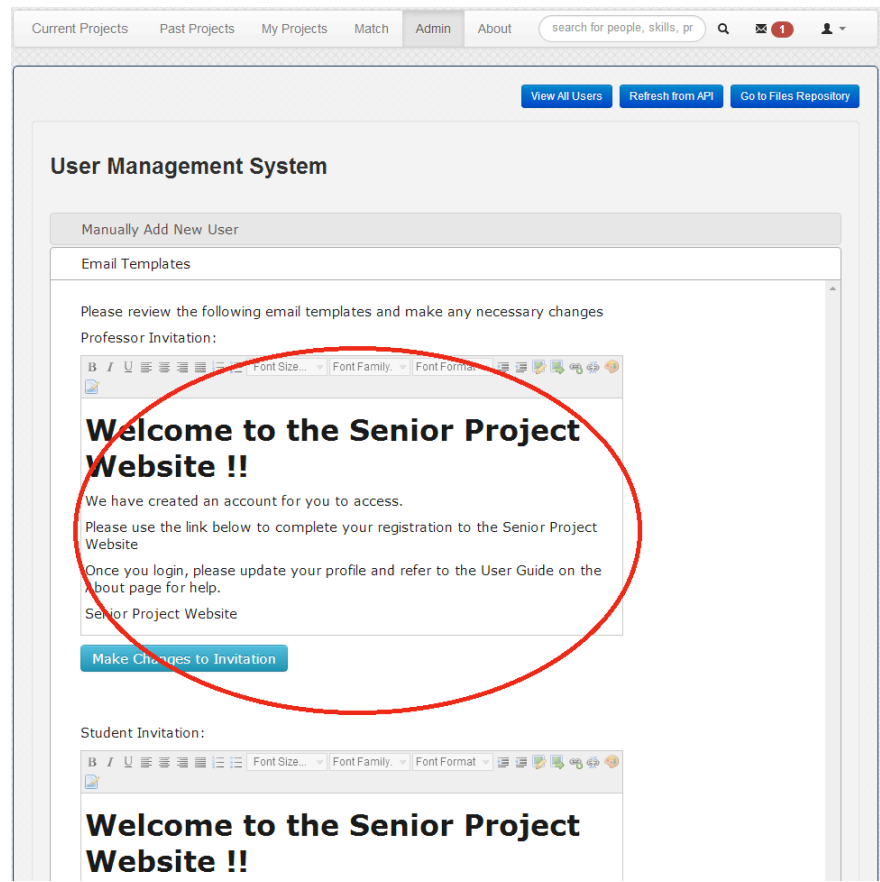 Current Projects Past Projects My Projects Match Admin About search for people, skills, pr 1
View All Users Refresh from API Go to Files Repository
User Management System
Manually Add New User
Email Templates
Please review the following email templates and make any necessary changes
Professor Invitation:
B I U Font Size... Font Family. Font Format
Welcome to the Senior Project
Website !!
We have created an account for you to access.
Please use the link below to complete your registration to the Senior Project
Website
Once you login, please update your profile and refer to the User Guide on the
About page for help.
Senior Project Website
Make Changes to Invitation
Student Invitation:
B I U Font Size... Font Family. Font Format
Welcome to the Senior Project
Website !!